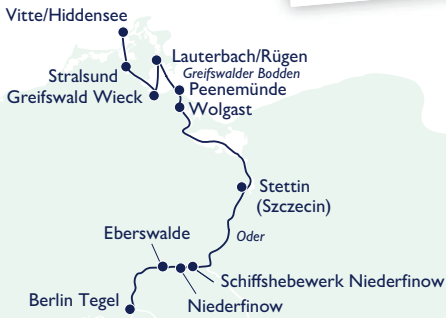 Vitte/Hiddensee
Lauterbach/Rügen
Greifswalder Bodden
Stralsund
Peenemünde
Greifswald Wieck
Wolgast
Stettin
(Szczecin)
Eberswalde
Oder
Schiffshebewerk Niederfinow
Berlin Tegel
Niederfinow